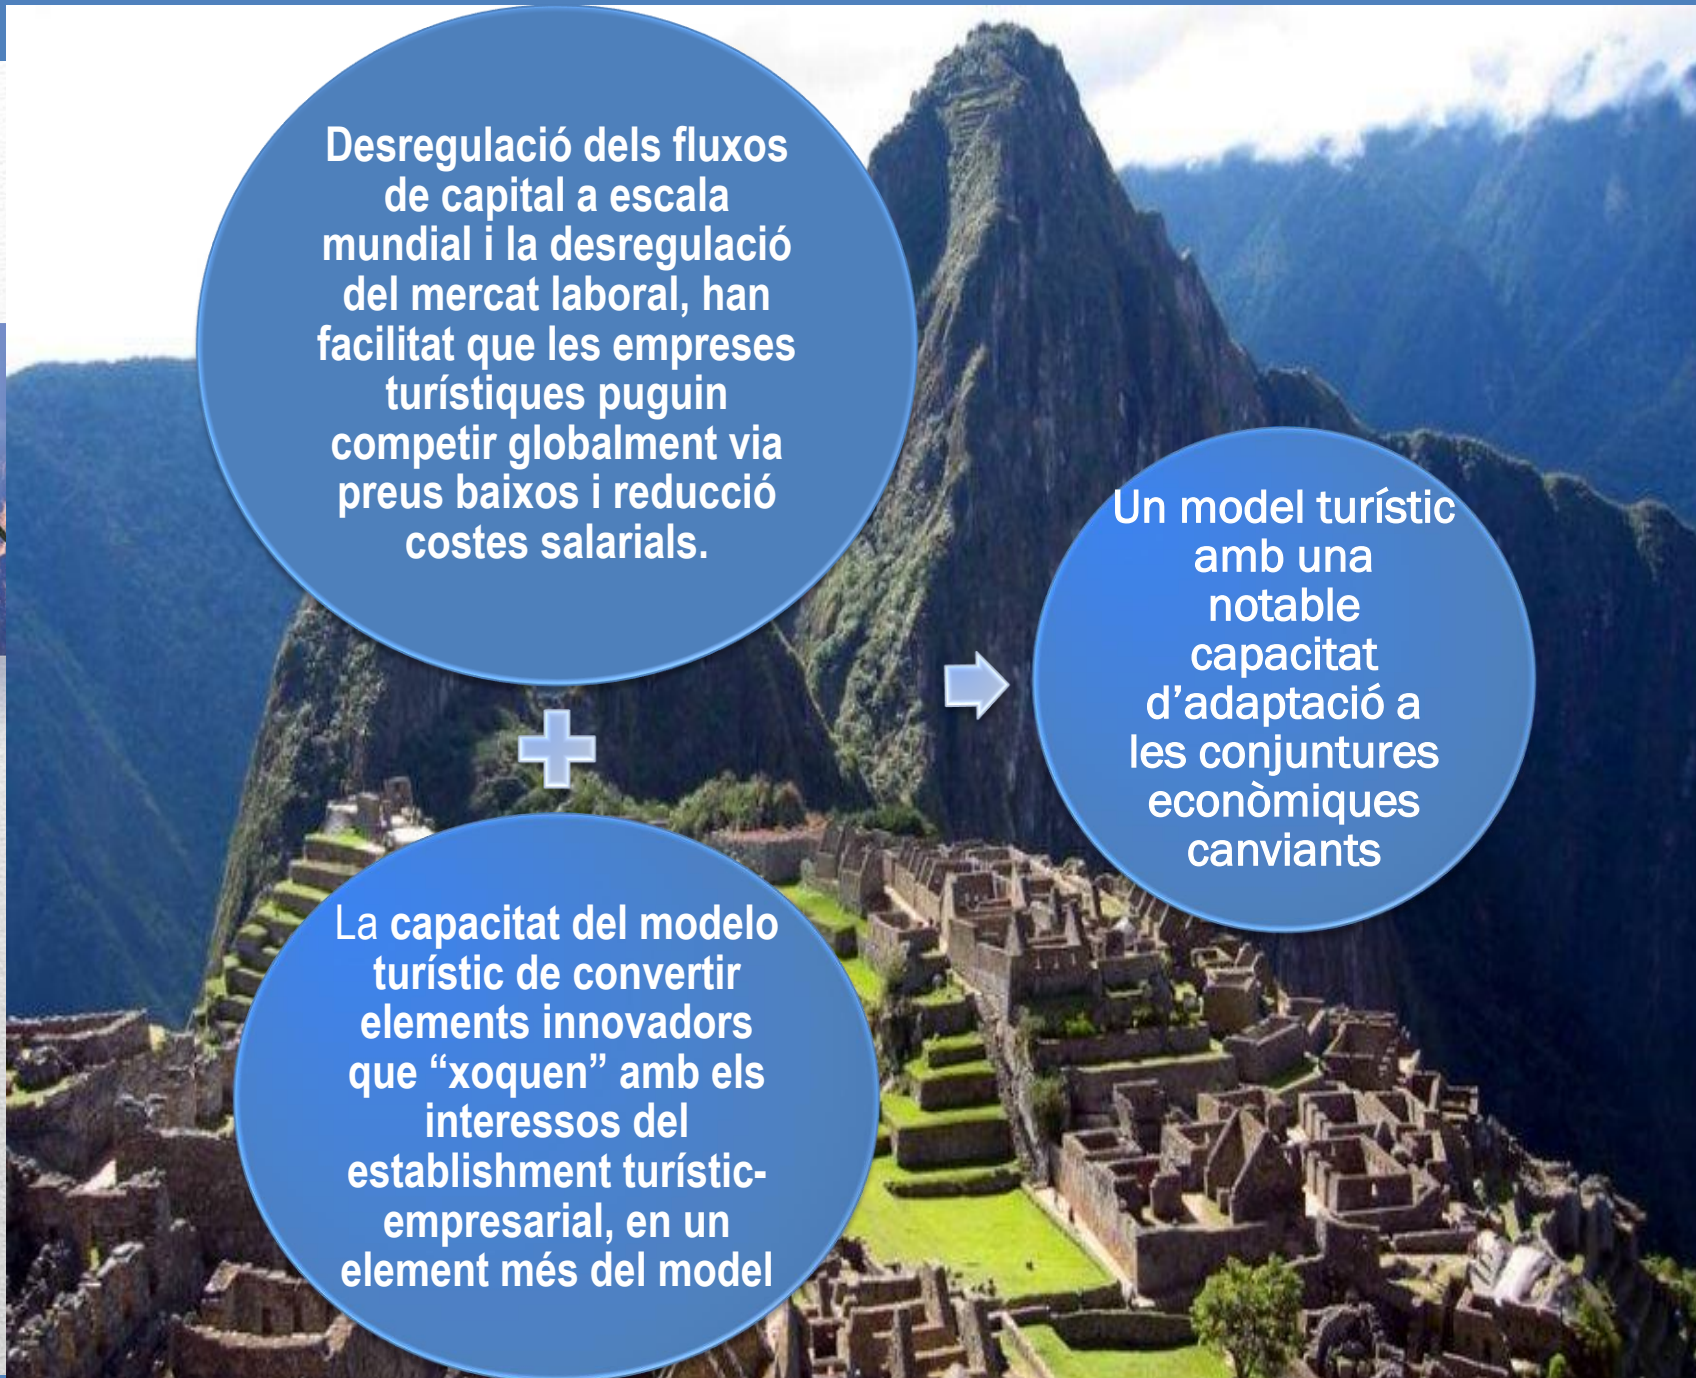 Desregulació dels fluxos
de capital a escala
mundial i la desregulació
del mercat laboral, han
facilitat que les empreses
turístiques puguin
competir globalment via
preus baixos i reducció
costes salarials.
La capacitat del modelo
turístic de convertir
elements innovadors
que “xoquen” amb els
interessos del
establishment turístic-
empresarial, en un
element més del model
Un model turístic
amb una
notable
capacitat
d’adaptació a
les conjuntures
econòmiques
canviants